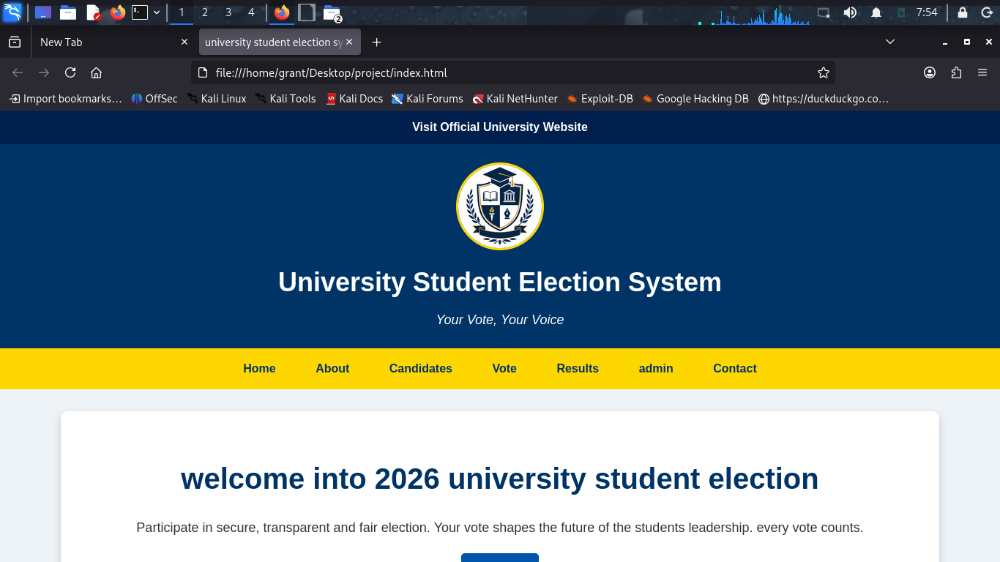 1 2 3 4 2 7:54
New Tab university student election sy
file:///home/grant/Desktop/project/index.html
Import bookmarks... OffSec Kali Linux Kali Tools Kali Docs Kali Forums Kali NetHunter Exploit-DB Google Hacking DB https://duckduckgo.co...
Visit Official University Website
University Student Election System
Your Vote, Your Voice
Home About Candidates Vote Results admin Contact
welcome into 2026 university student election
Participate in secure, transparent and fair election. Your vote shapes the future of the students leadership. every vote counts.